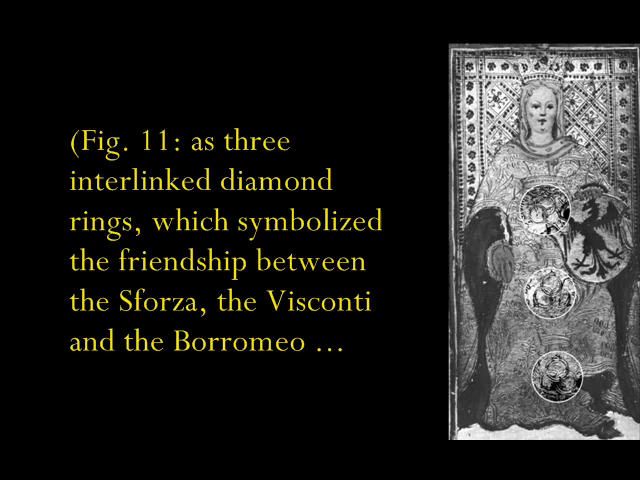 (Fig. 11: as three
interlinked diamond
rings, which symbolized
the friendship between
the Sforza, the Visconti
and the Borromeo ...